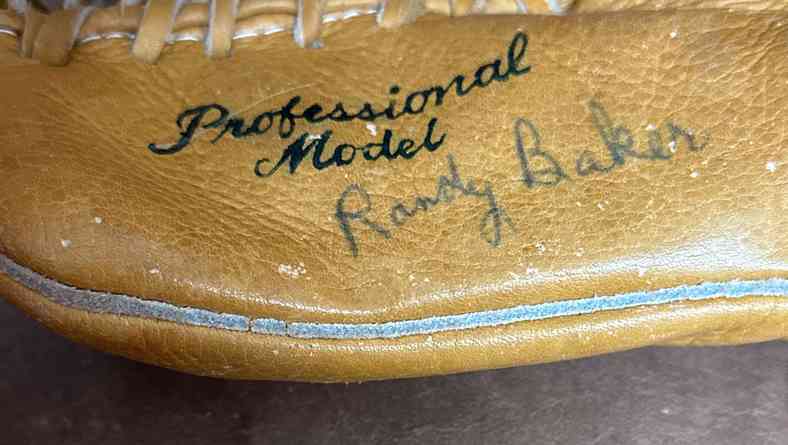 Professional
Model
Randy Baker